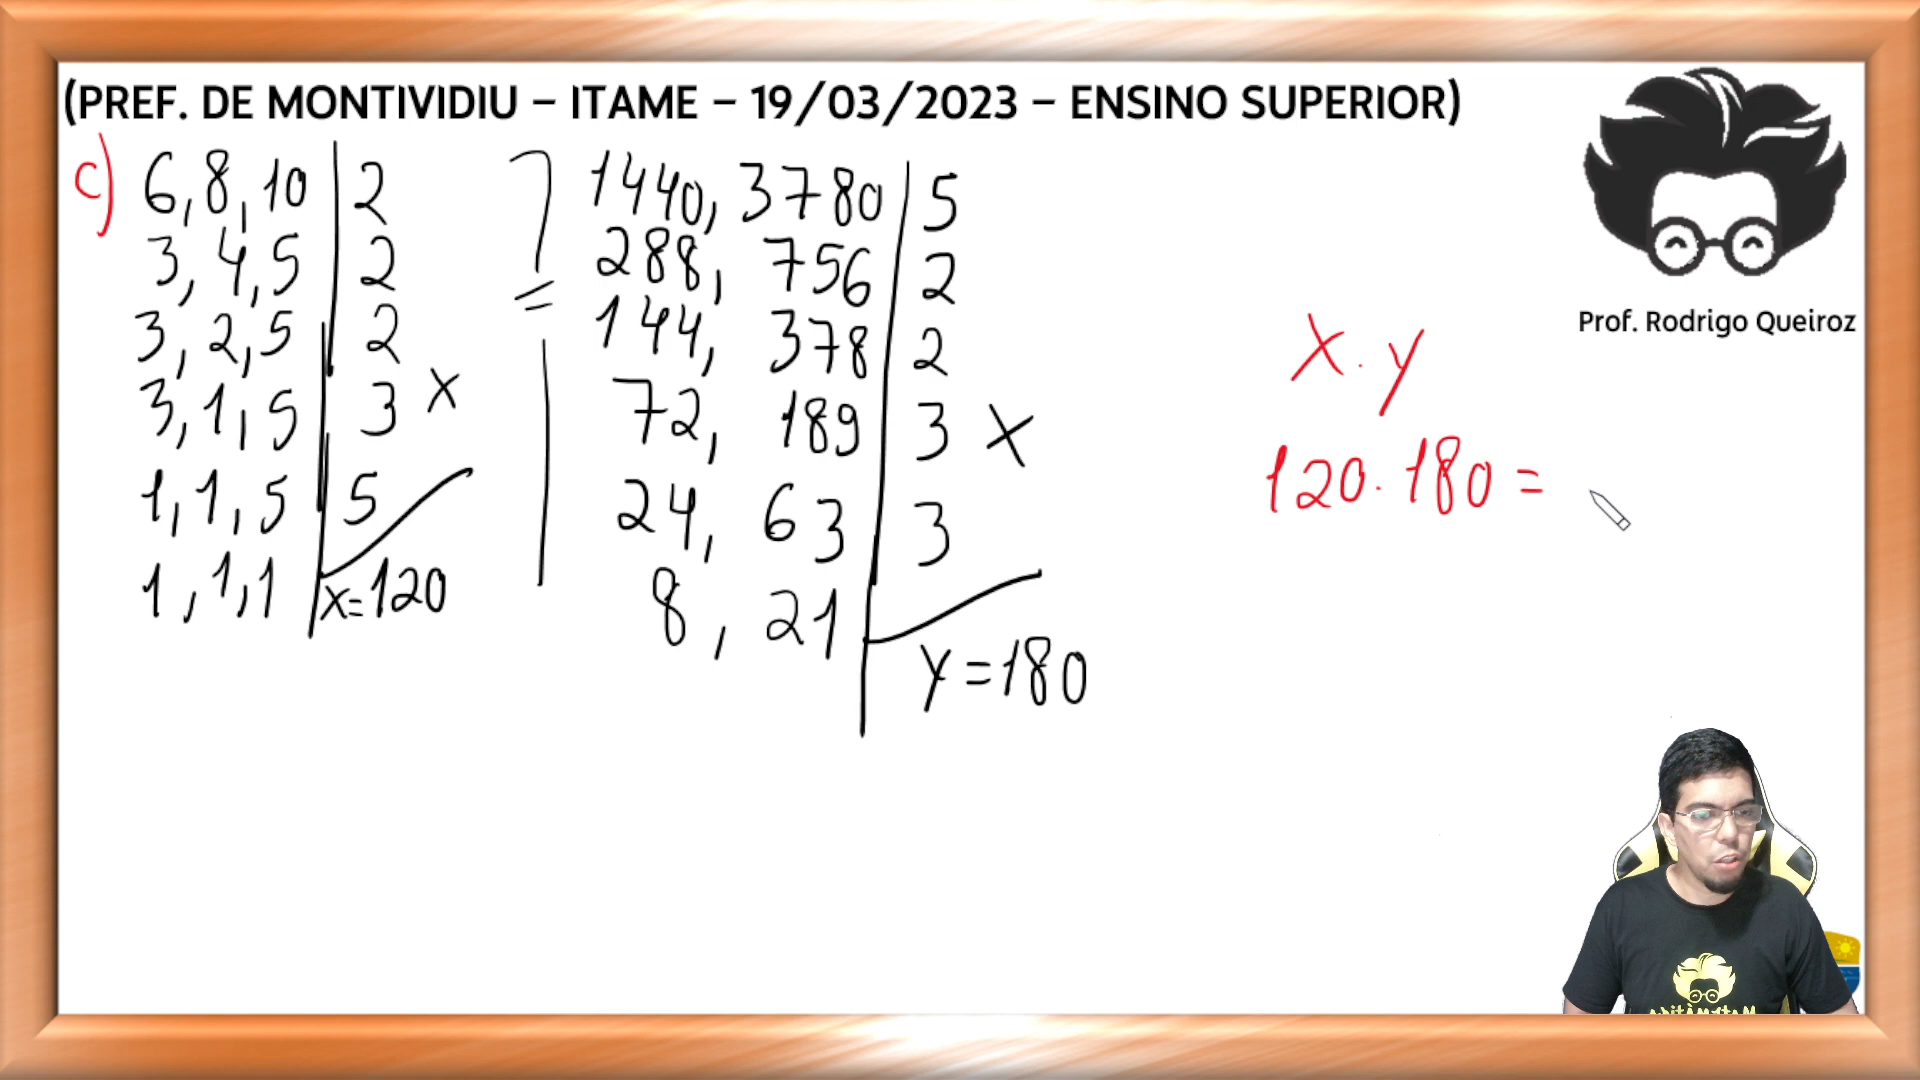 (PREF. DE MONTIVIDIU – ITAME – 19/03/2023 – ENSINO SUPERIOR)
c) 6, 8, 10 | 2
3, 4, 5 | 2
3, 2, 5 | 2
3, 1, 5 | 3 x
1, 1, 5 | 5
1, 1, 1 | x=120
1440, 3780 | 5
288, 756 | 2
144, 378 | 2
72, 189 | 3 x
24, 63 | 3
8, 21
y=180
Prof. Rodrigo Queiroz
x.y
120.180=